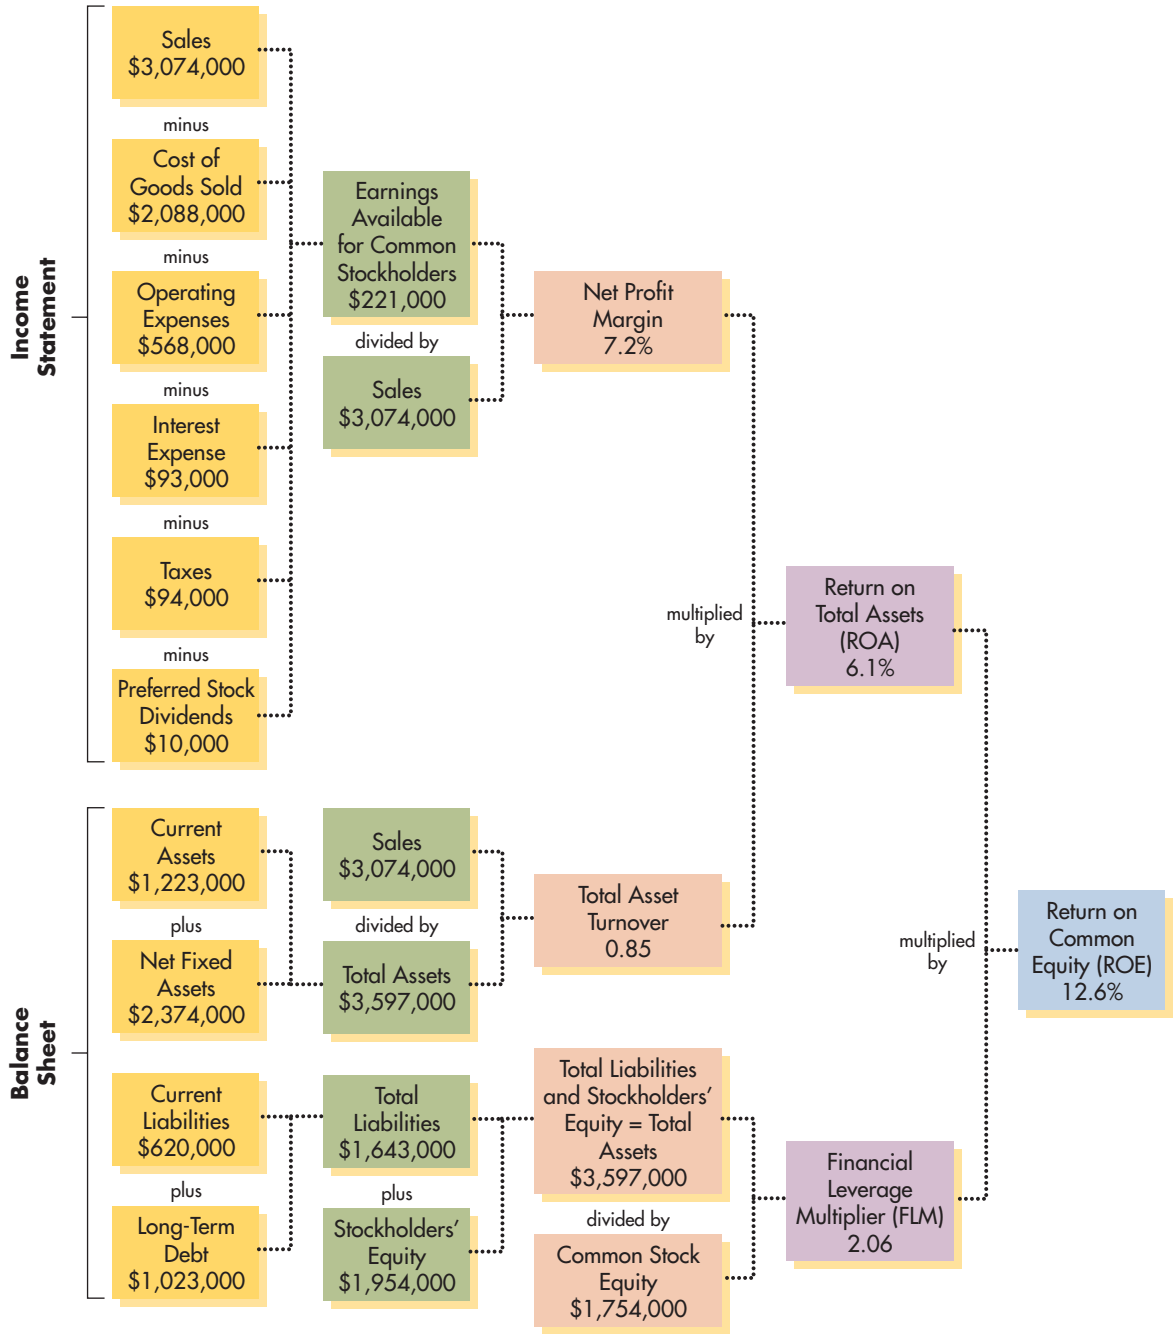 Income
Statement
Sales
$3,074,000
minus
Cost of
Goods Sold
$2,088,000
minus
Operating
Expenses
$568,000
minus
Interest
Expense
$93,000
minus
Taxes
$94,000
minus
Preferred Stock
Dividends
$10,000
Earnings
Available
for Common
Stockholders
$221,000
divided by
Sales
$3,074,000
Net Profit
Margin
7.2%
multiplied
by
Return on
Total Assets
(ROA)
6.1%
Balance
Sheet
Current
Assets
$1,223,000
plus
Net Fixed
Assets
$2,374,000
Sales
$3,074,000
divided by
Total Assets
$3,597,000
Total Asset
Turnover
0.85
multiplied
by
Return on
Common
Equity (ROE)
12.6%
Current
Liabilities
$620,000
plus
Long-Term
Debt
$1,023,000
Total
Liabilities
$1,643,000
plus
Stockholders’
Equity
$1,954,000
Total Liabilities
and Stockholders’
Equity = Total
Assets
$3,597,000
divided by
Common Stock
Equity
$1,754,000
Financial
Leverage
Multiplier (FLM)
2.06